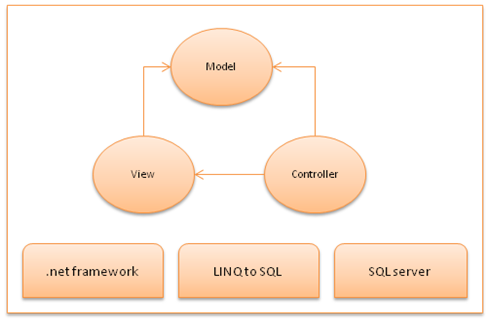 Model
View
Controller
.net framework
LINQ to SQL
SQL server